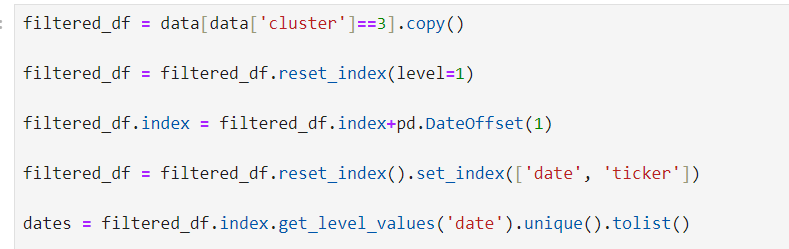 filtered_df = data[data['cluster']==3].copy()
filtered_df = filtered_df.reset_index(level=1)
filtered_df.index = filtered_df.index+pd.DateOffset(1)
filtered_df = filtered_df.reset_index().set_index(['date', 'ticker'])
dates = filtered_df.index.get_level_values('date').unique().tolist()